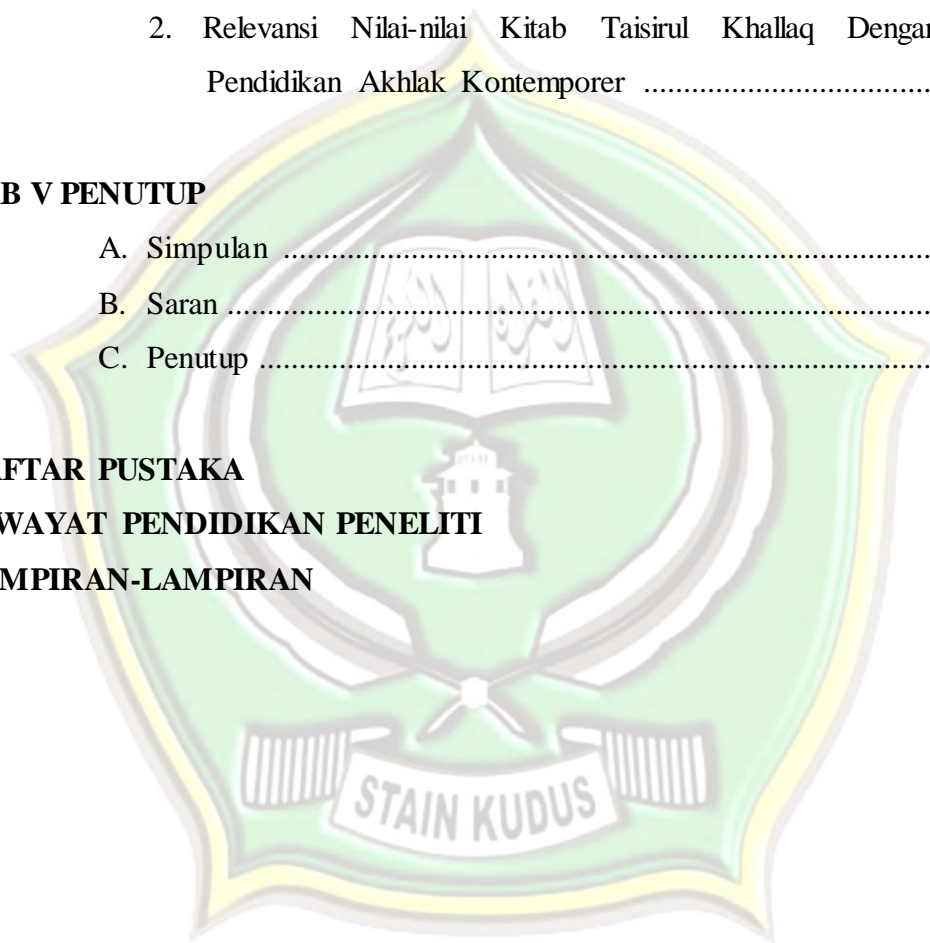 2. Relevansi Nilai-nilai Kitab Taisirul Khallaq Dengan
Pendidikan Akhlak Kontemporer ....................................
B V PENUTUP
A. Simpulan .................................................................................
B. Saran ........................................................................................
C. Penutup ....................................................................................
AFTAR PUSTAKA
WAYAT PENDIDIKAN PENELITI
MPIRAN-LAMPIRAN
STAIN KUDUS